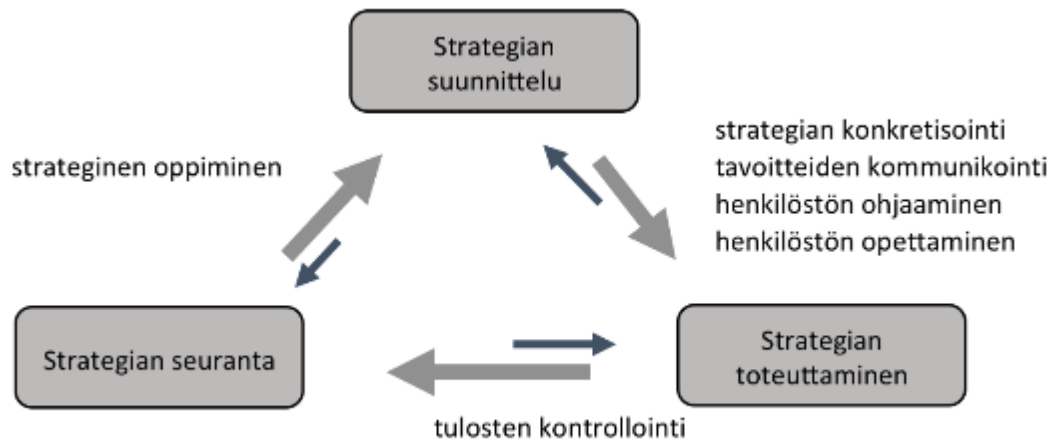 Strategian
suunnittelu
strateginen oppiminen
strategian konkretisointi
tavoitteiden kommunikointi
henkilöstön ohjaaminen
henkilöstön opettaminen
Strategian seuranta
Strategian
toteuttaminen
tulosten kontrollointi